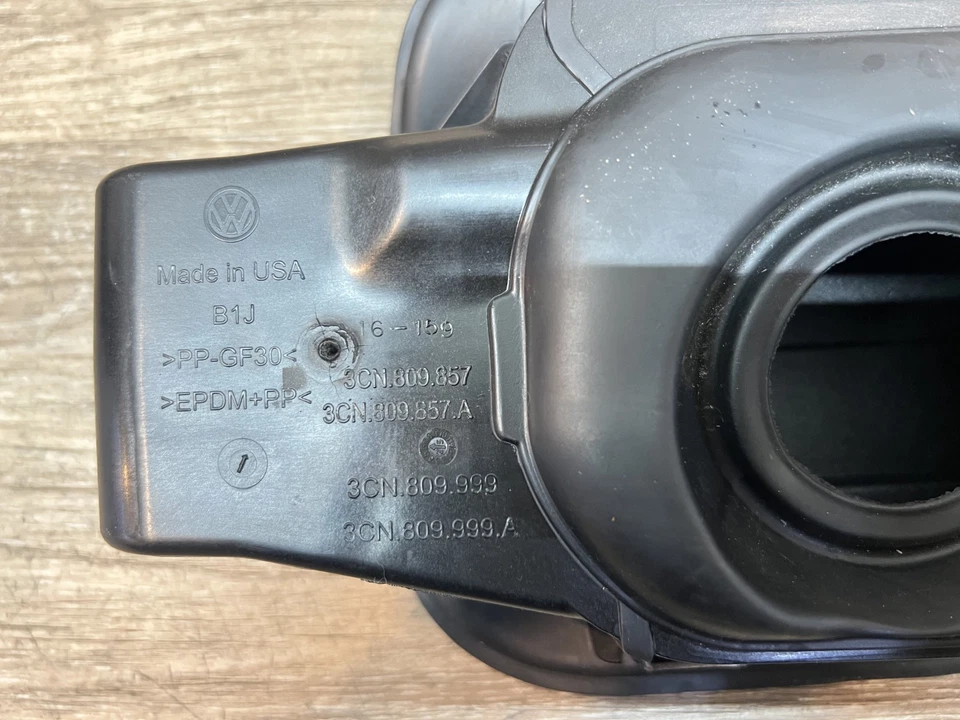 Made in USA
B1J
16-159
>PP-GF30<
3CN.809.857
>EPDM+PP<
3CN.809.857.A
3CN.809.999
3CN.809.999.A